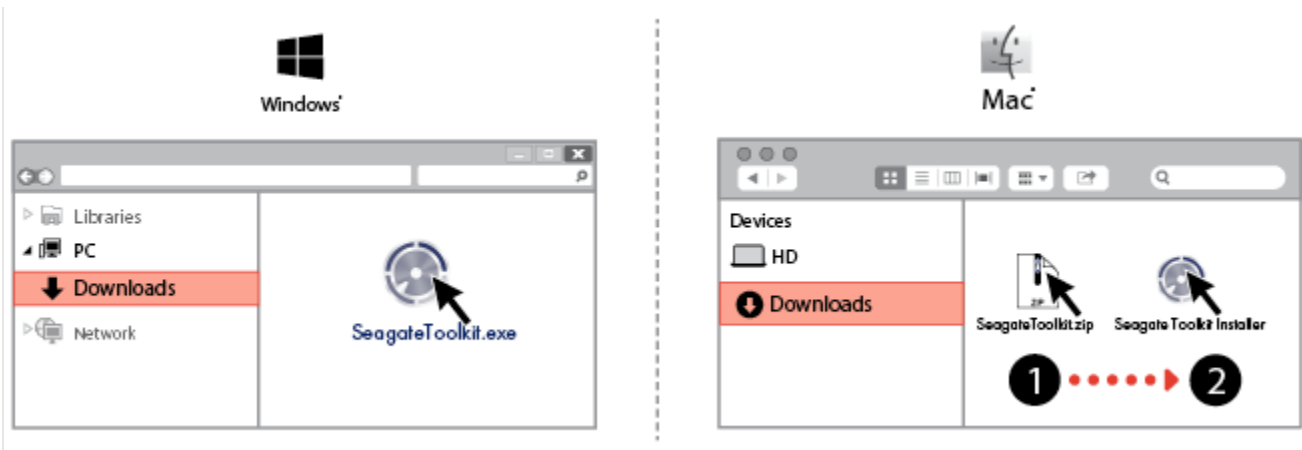 Windows
Libraries
PC
Downloads
Network
SeagateToolkit.exe
Mac
Devices
HD
Downloads
ZIP
SeagateToolkit.zip
Seagate Toolkit Installer
1
2